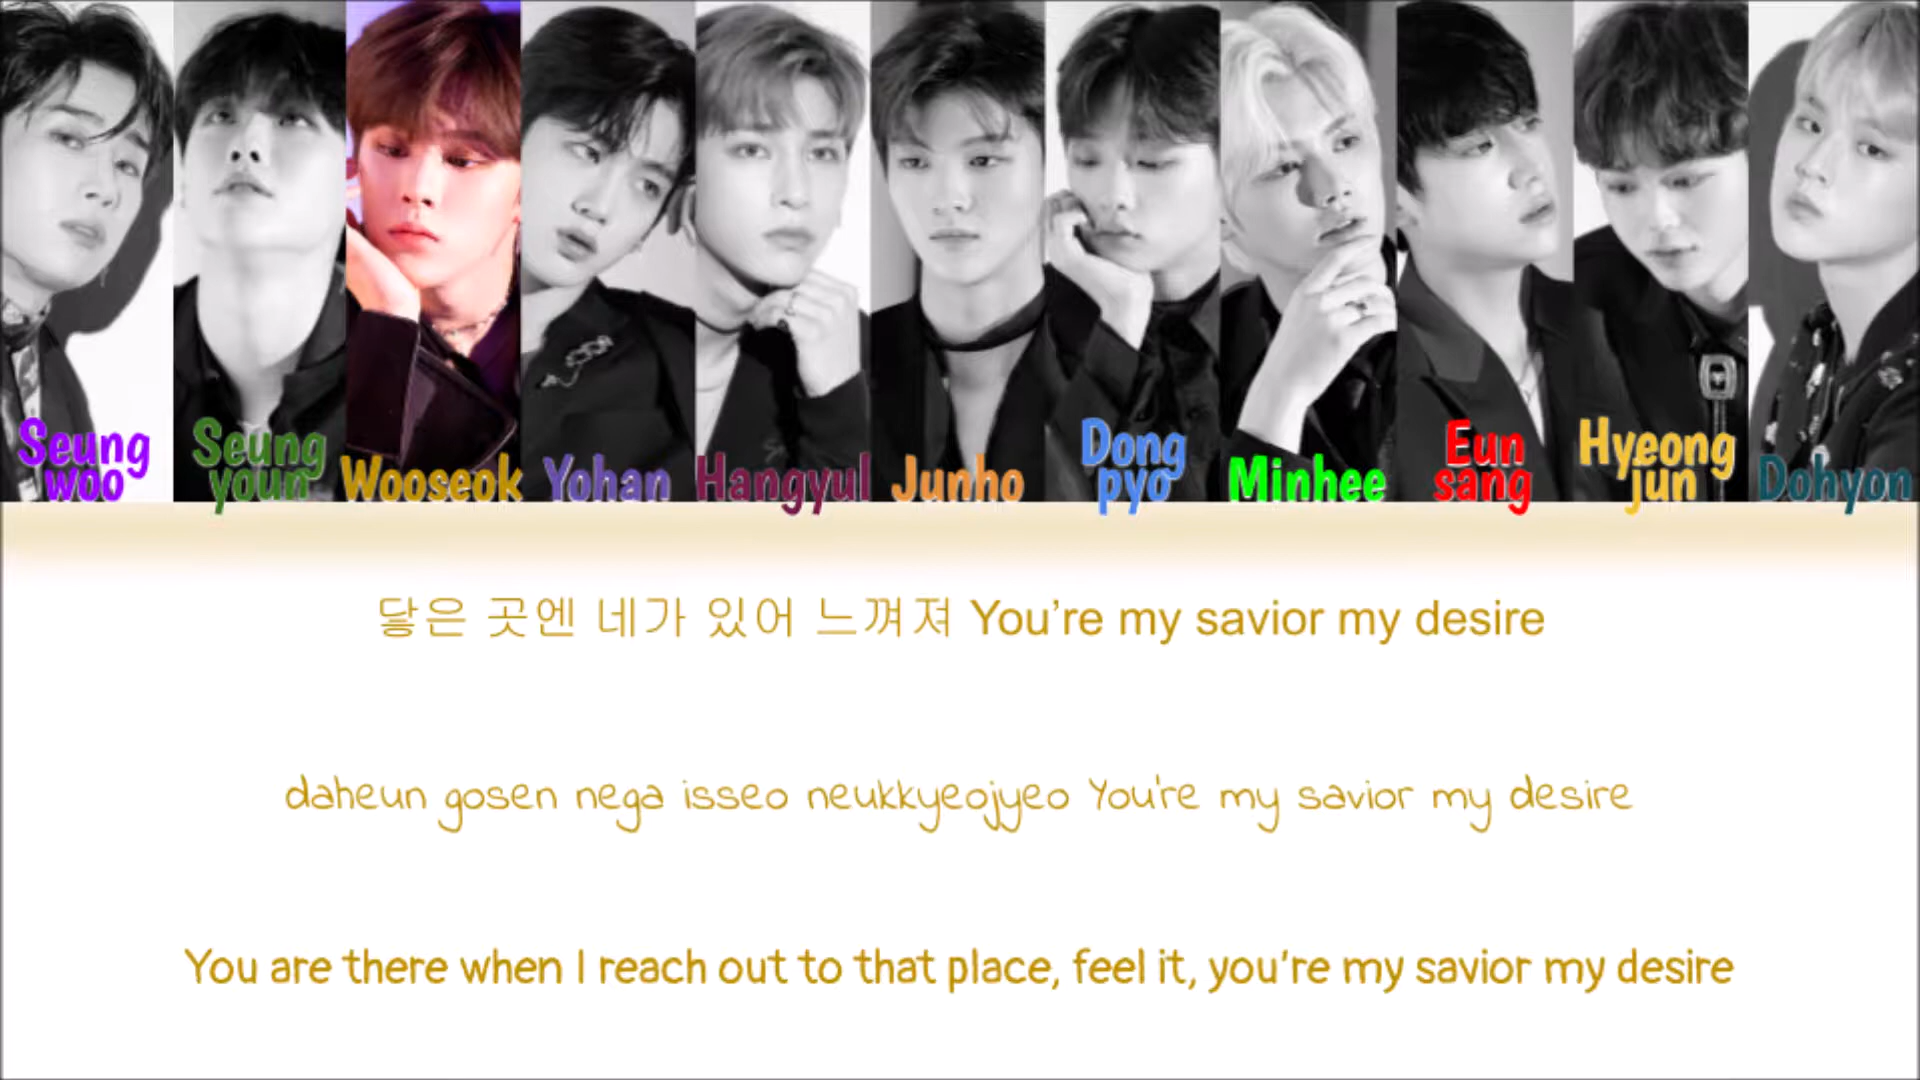 Seung
woo
Seung
youn
Wooseok
Yohan
Hangyul
Junho
Dong
pyo
Minhee
Eun
sang
Hyeong
jun
Dohyon
닿은 곳엔 네가 있어 느껴져 You're my savior my desire
daheun gosen nega isseo neukkyeojyeo You're my savior my desire
You are there when I reach out to that place, feel it, you're my savior my desire